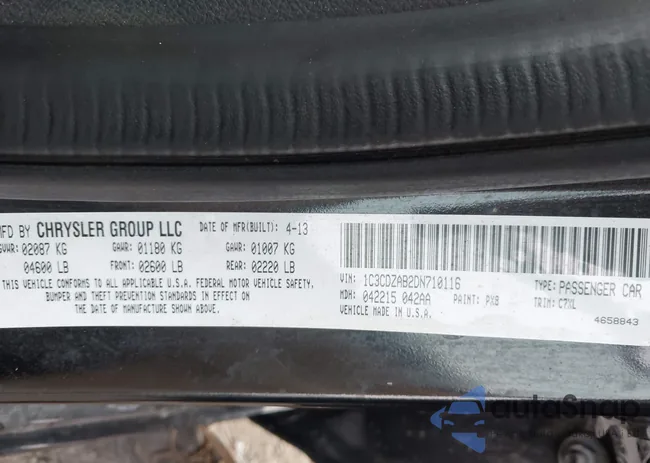 MFD BY CHRYSLER GROUP LLC DATE OF MFR(BUILT): 4-13
GVWR: 02087 KG GAWR: 01180 KG GAWR: 01007 KG
04600 LB FRONT: 02600 LB REAR: 02220 LB
THIS VEHICLE CONFORMS TO ALL APPLICABLE U.S.A. FEDERAL MOTOR VEHICLE SAFETY,
BUMPER AND THEFT PREVENTION STANDARDS IN EFFECT ON
THE DATE OF MANUFACTURE SHOWN ABOVE.
VIN: 1C3CDZAB2DN710116 TYPE: PASSENGER CAR
MDH: 042215 042AA PAINT: PX8 TRIM: C7XL
VEHICLE MADE IN U.S.A. 4658843
autoSnap